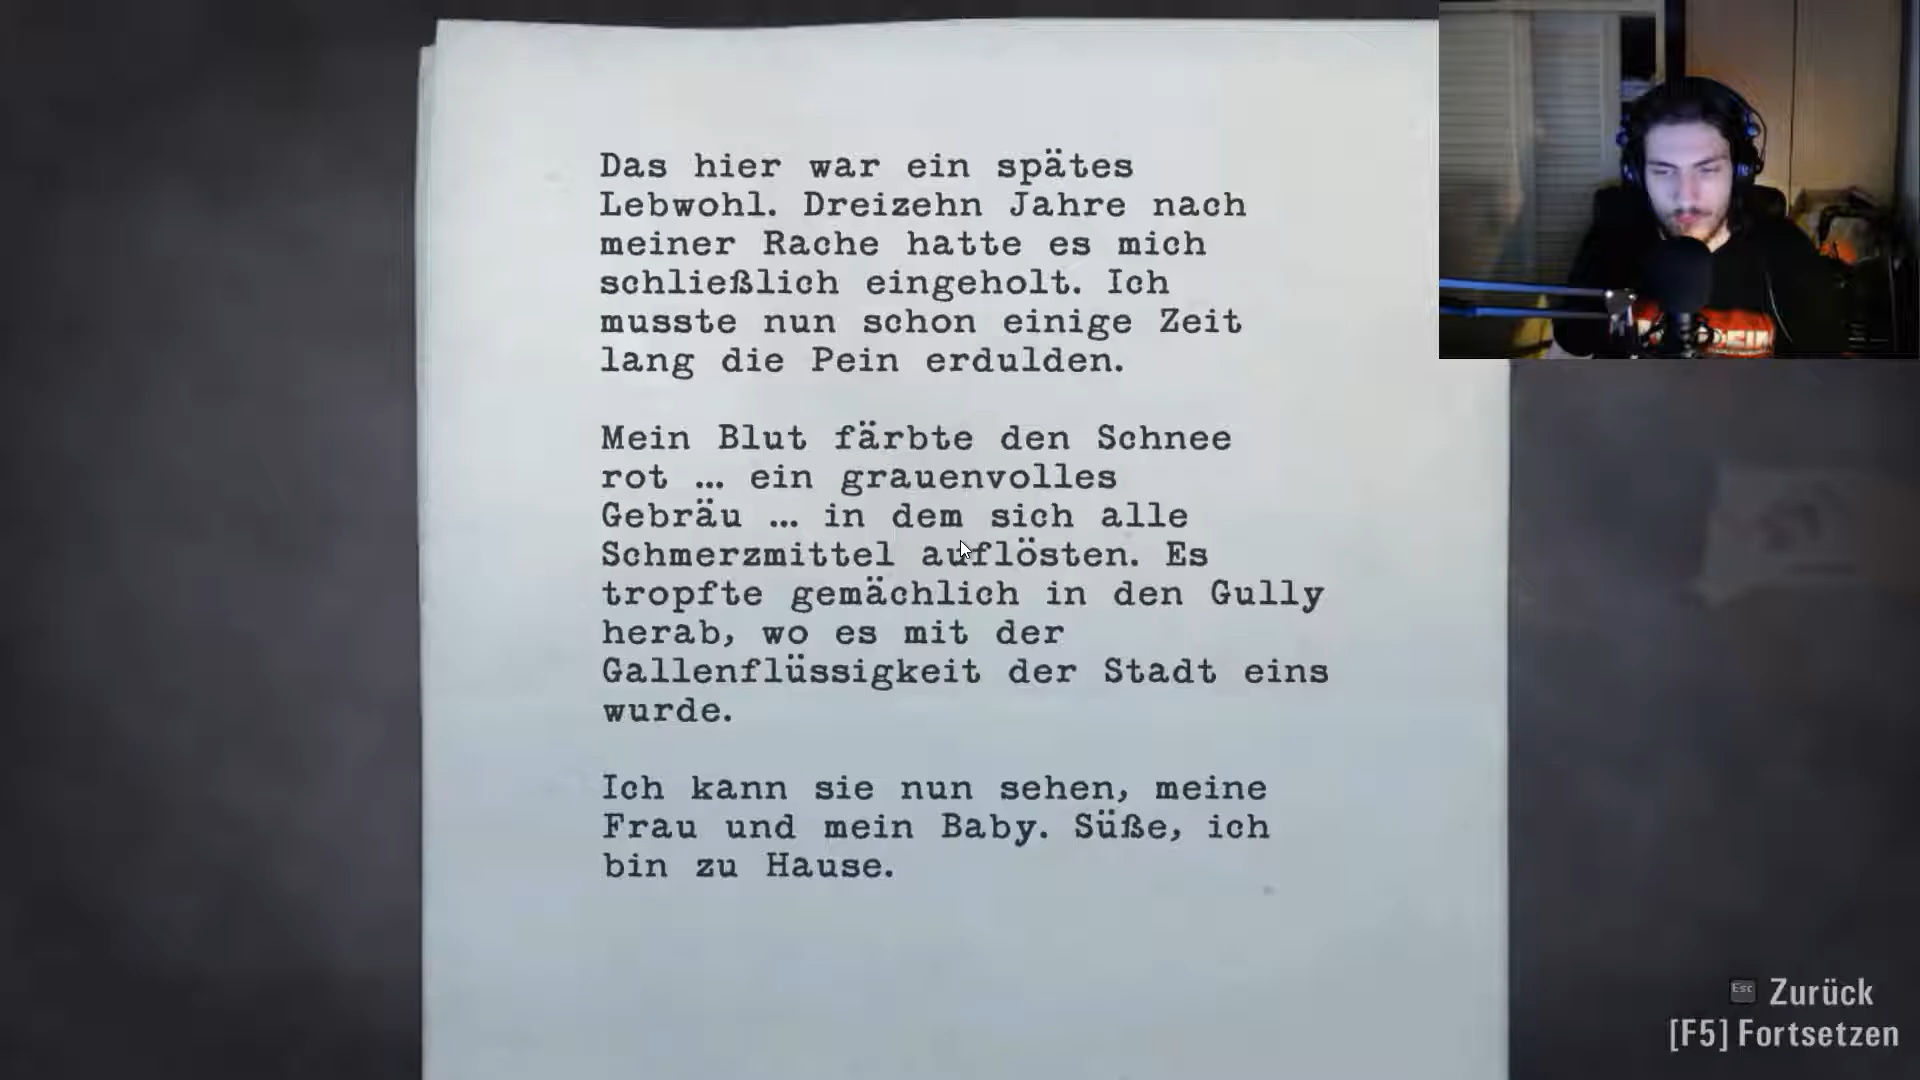 Das hier war ein spätes
Lebwohl. Dreizehn Jahre nach
meiner Rache hatte es mich
schließlich eingeholt. Ich
musste nun schon einige Zeit
lang die Pein erdulden.
Mein Blut färbte den Schnee
rot … ein grauenvolles
Gebräu … in dem sich alle
Schmerzmittel auflösten. Es
tropfte gemächlich in den Gully
herab, wo es mit der
Gallenflüssigkeit der Stadt eins
wurde.
Ich kann sie nun sehen, meine
Frau und mein Baby. Süße, ich
bin zu Hause.
Esc Zurück
[F5] Fortsetzen